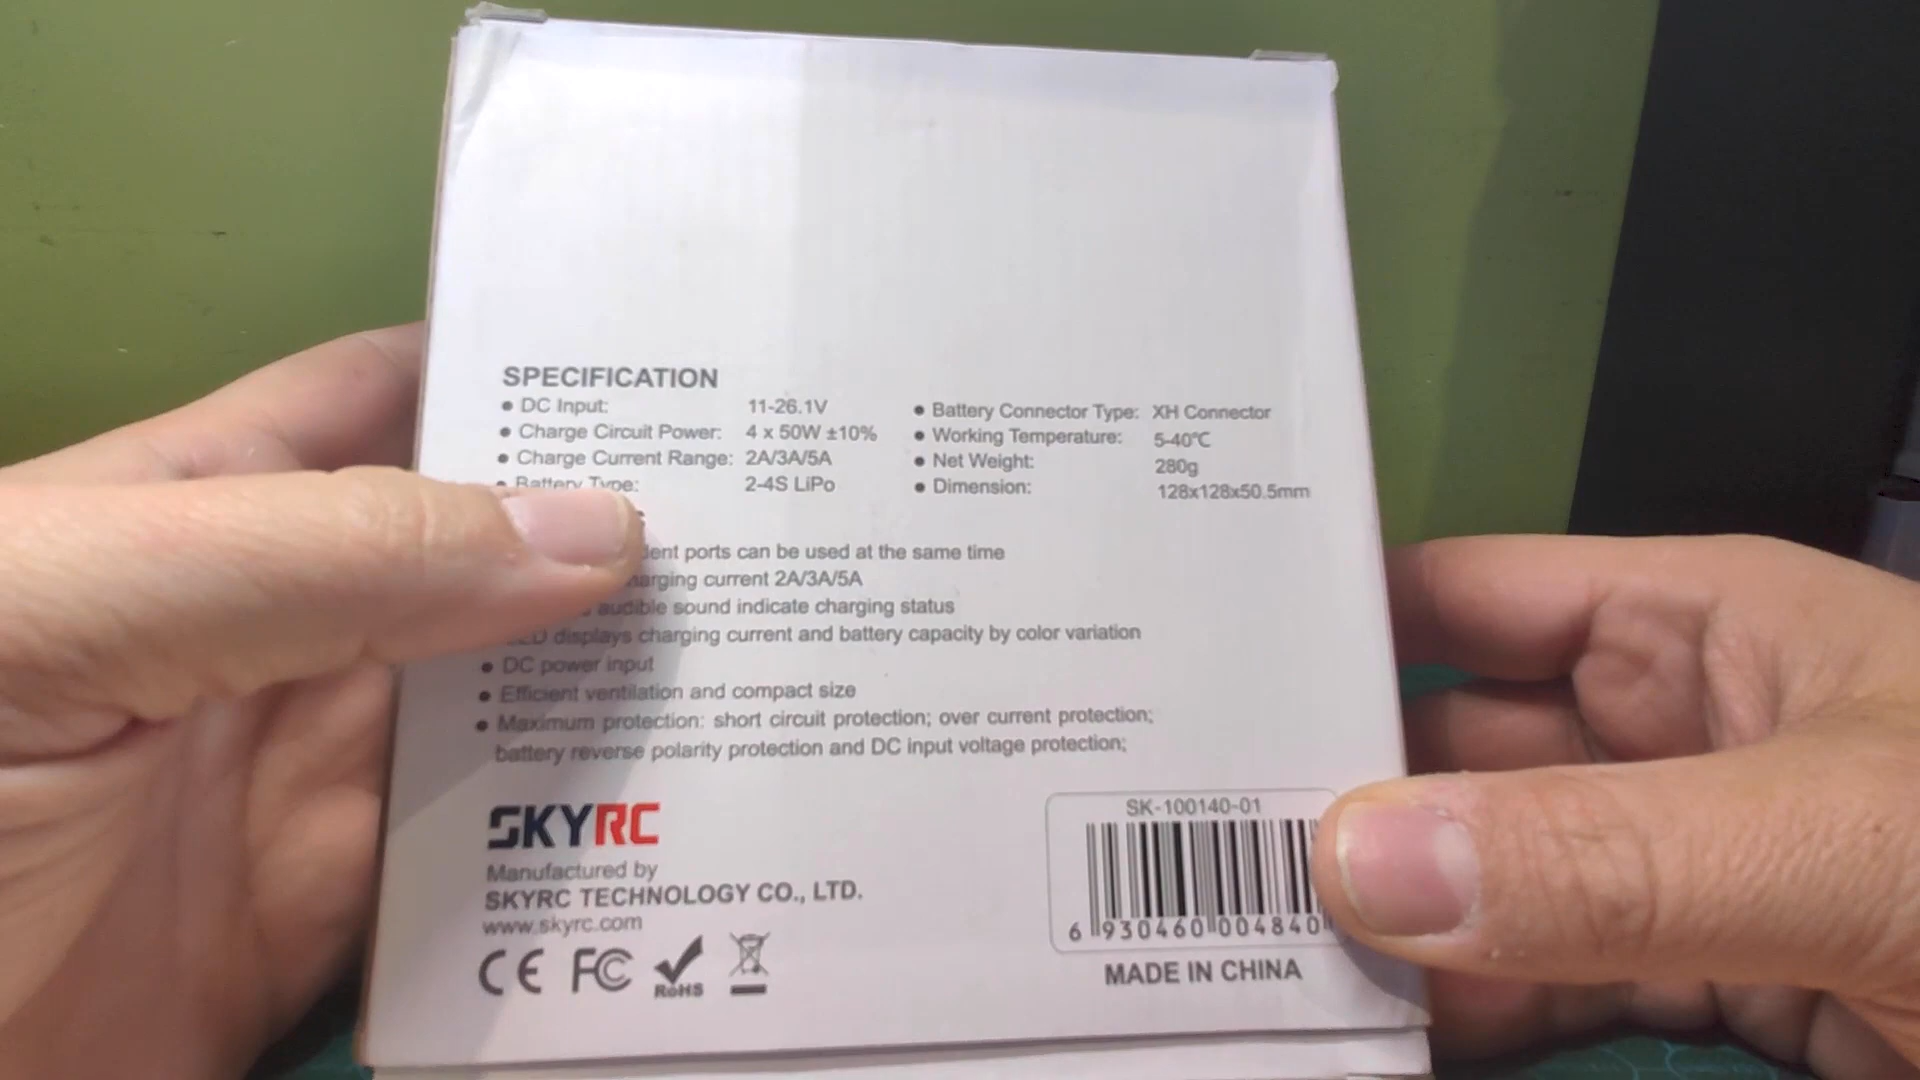 SPECIFICATION
● DC Input: 11-26.1V
● Charge Circuit Power: 4 x 50W ±10%
● Charge Current Range: 2A/3A/5A
● Battery Type: 2-4S LiPo
● Battery Connector Type: XH Connector
● Working Temperature: 5-40℃
● Net Weight: 280g
● Dimension: 128x128x50.5mm
ports can be used at the same time
current 2A/3A/5A
audible sound indicate charging status
displays charging current and battery capacity by color variation
● DC power input
● Efficient ventilation and compact size
● Maximum protection: short circuit protection; over current protection;
battery reverse polarity protection and DC input voltage protection;
SKYRC
Manufactured by
SKYRC TECHNOLOGY CO., LTD.
www.skyrc.com
CE FC RoHS
SK-100140-01
6 930460 004840
MADE IN CHINA